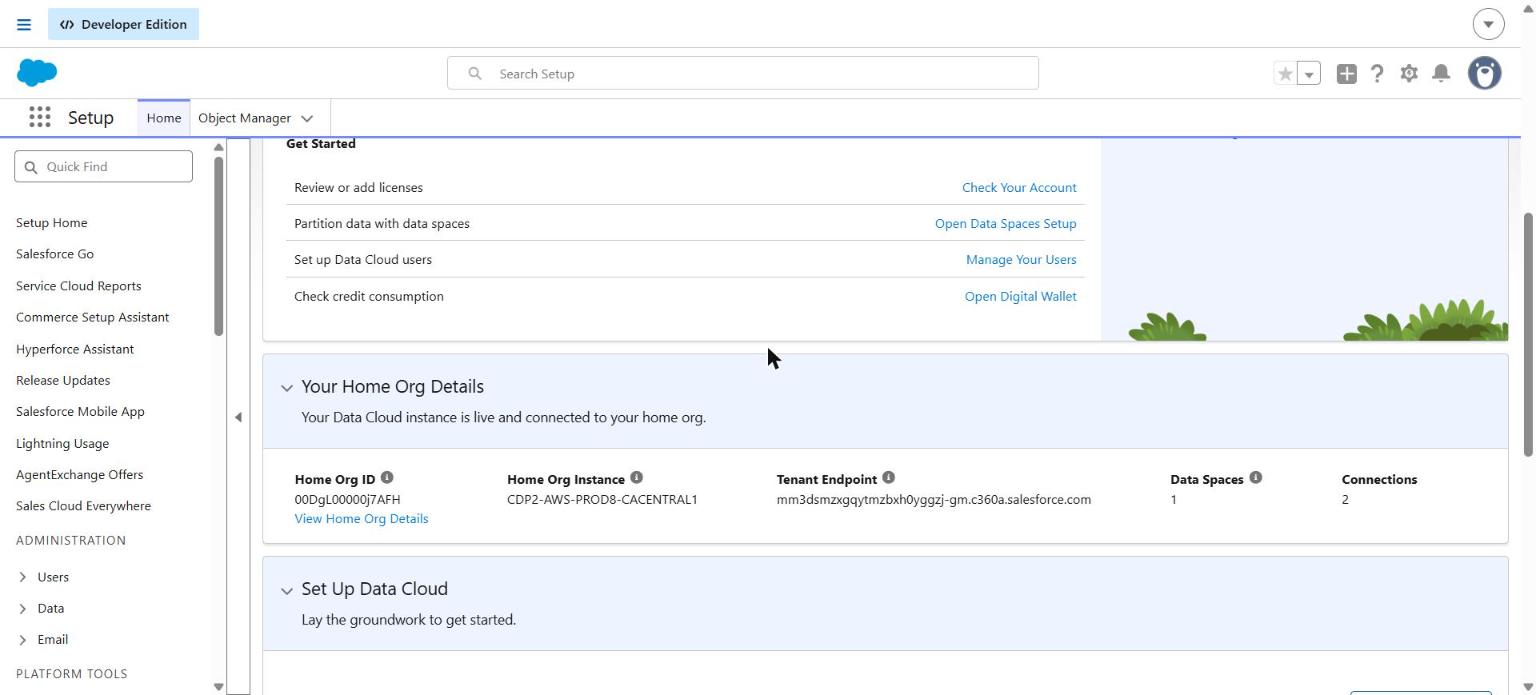 Developer Edition
Search Setup
Setup
Home
Object Manager
Quick Find
Setup Home
Salesforce Go
Service Cloud Reports
Commerce Setup Assistant
Hyperforce Assistant
Release Updates
Salesforce Mobile App
Lightning Usage
AgentExchange Offers
Sales Cloud Everywhere
ADMINISTRATION
Users
Data
Email
PLATFORM TOOLS
Get Started
Review or add licenses Check Your Account
Partition data with data spaces Open Data Spaces Setup
Set up Data Cloud users Manage Your Users
Check credit consumption Open Digital Wallet
Your Home Org Details
Your Data Cloud instance is live and connected to your home org.
Home Org ID Home Org Instance Tenant Endpoint Data Spaces Connections
00DgL00000j7AFH CDP2-AWS-PROD8-CACENTRAL1 mm3dsmzxgqytmzbxh0yggzj-gm.c360a.salesforce.com 1 2
View Home Org Details
Set Up Data Cloud
Lay the groundwork to get started.